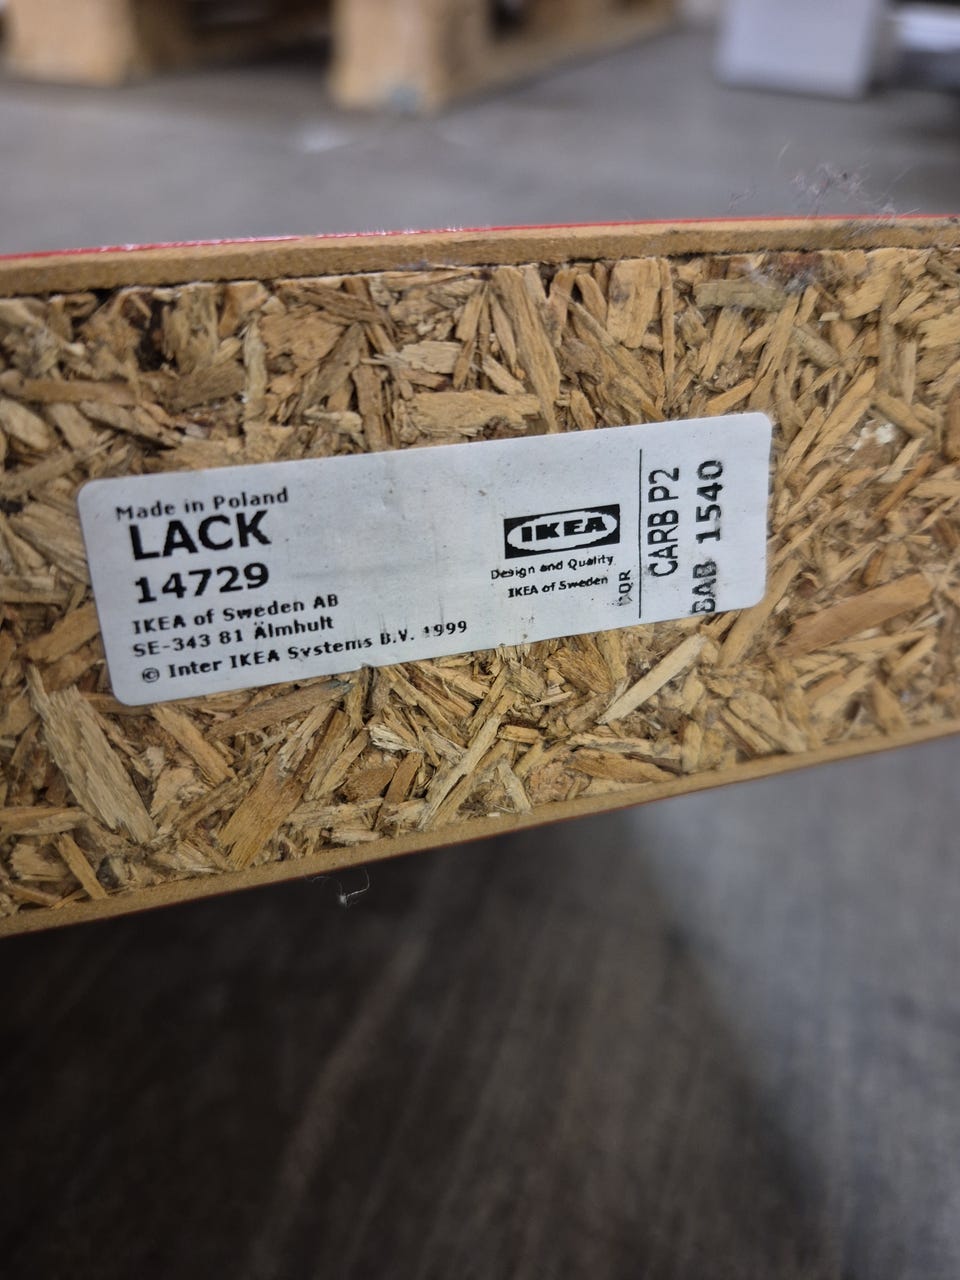 Made in Poland
LACK
14729
IKEA of Sweden AB
SE-343 81 Älmhult
© Inter IKEA Systems B.V. 1999
IKEA
Design and Quality
IKEA of Sweden
CARB P2
BAB 1540